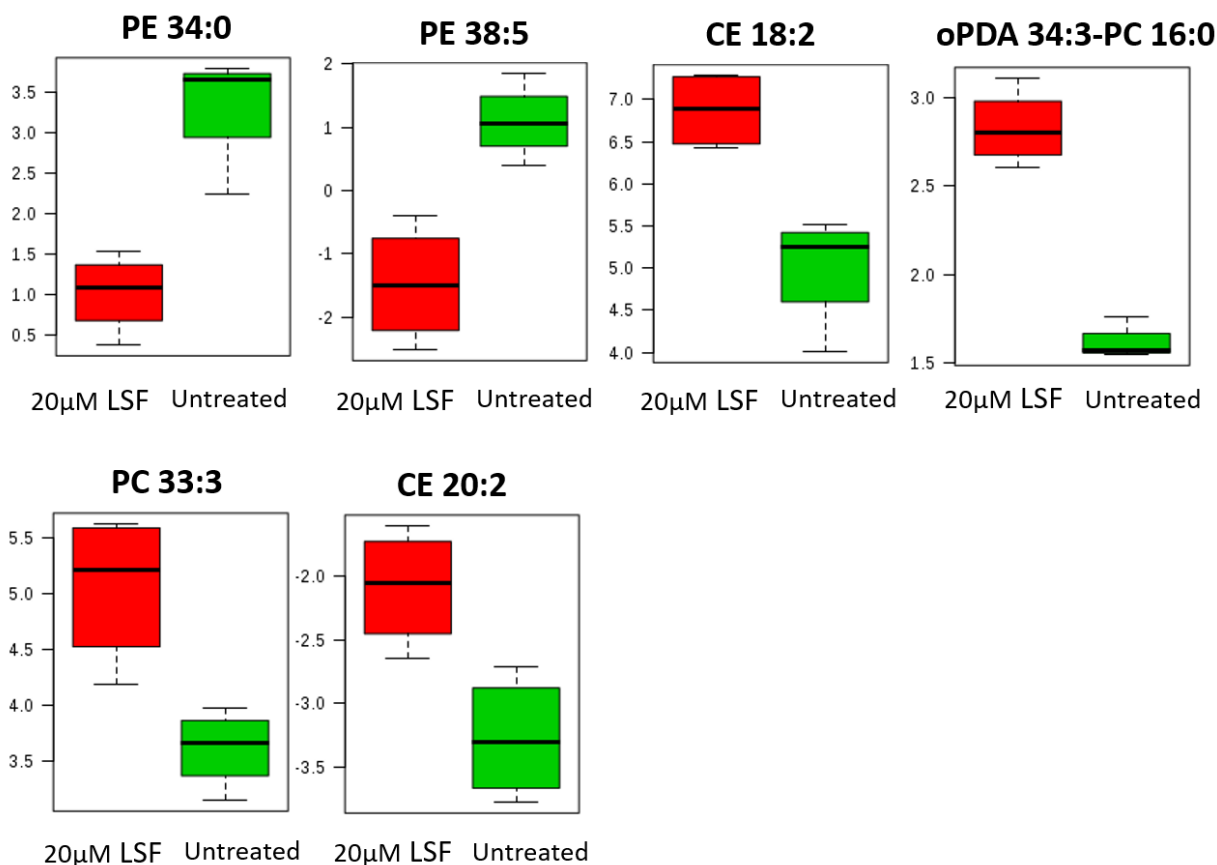 PE 34:0
PE 38:5
CE 18:2
oPDA 34:3-PC 16:0
3.5
3.0
2.5
2.0
1.5
1.0
0.5
2
1
0
-1
-2
7.0
6.5
6.0
5.5
5.0
4.5
4.0
3.0
2.5
2.0
1.5
20µM LSF Untreated
20µM LSF Untreated
20µM LSF Untreated
20µM LSF Untreated
PC 33:3
CE 20:2
5.5
5.0
4.5
4.0
3.5
-2.0
-2.5
-3.0
-3.5
20µM LSF Untreated
20µM LSF Untreated